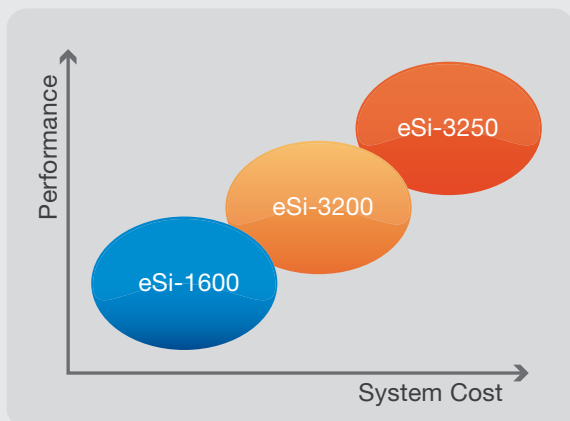 Performance
eSi-3250
eSi-3200
eSi-1600
System Cost